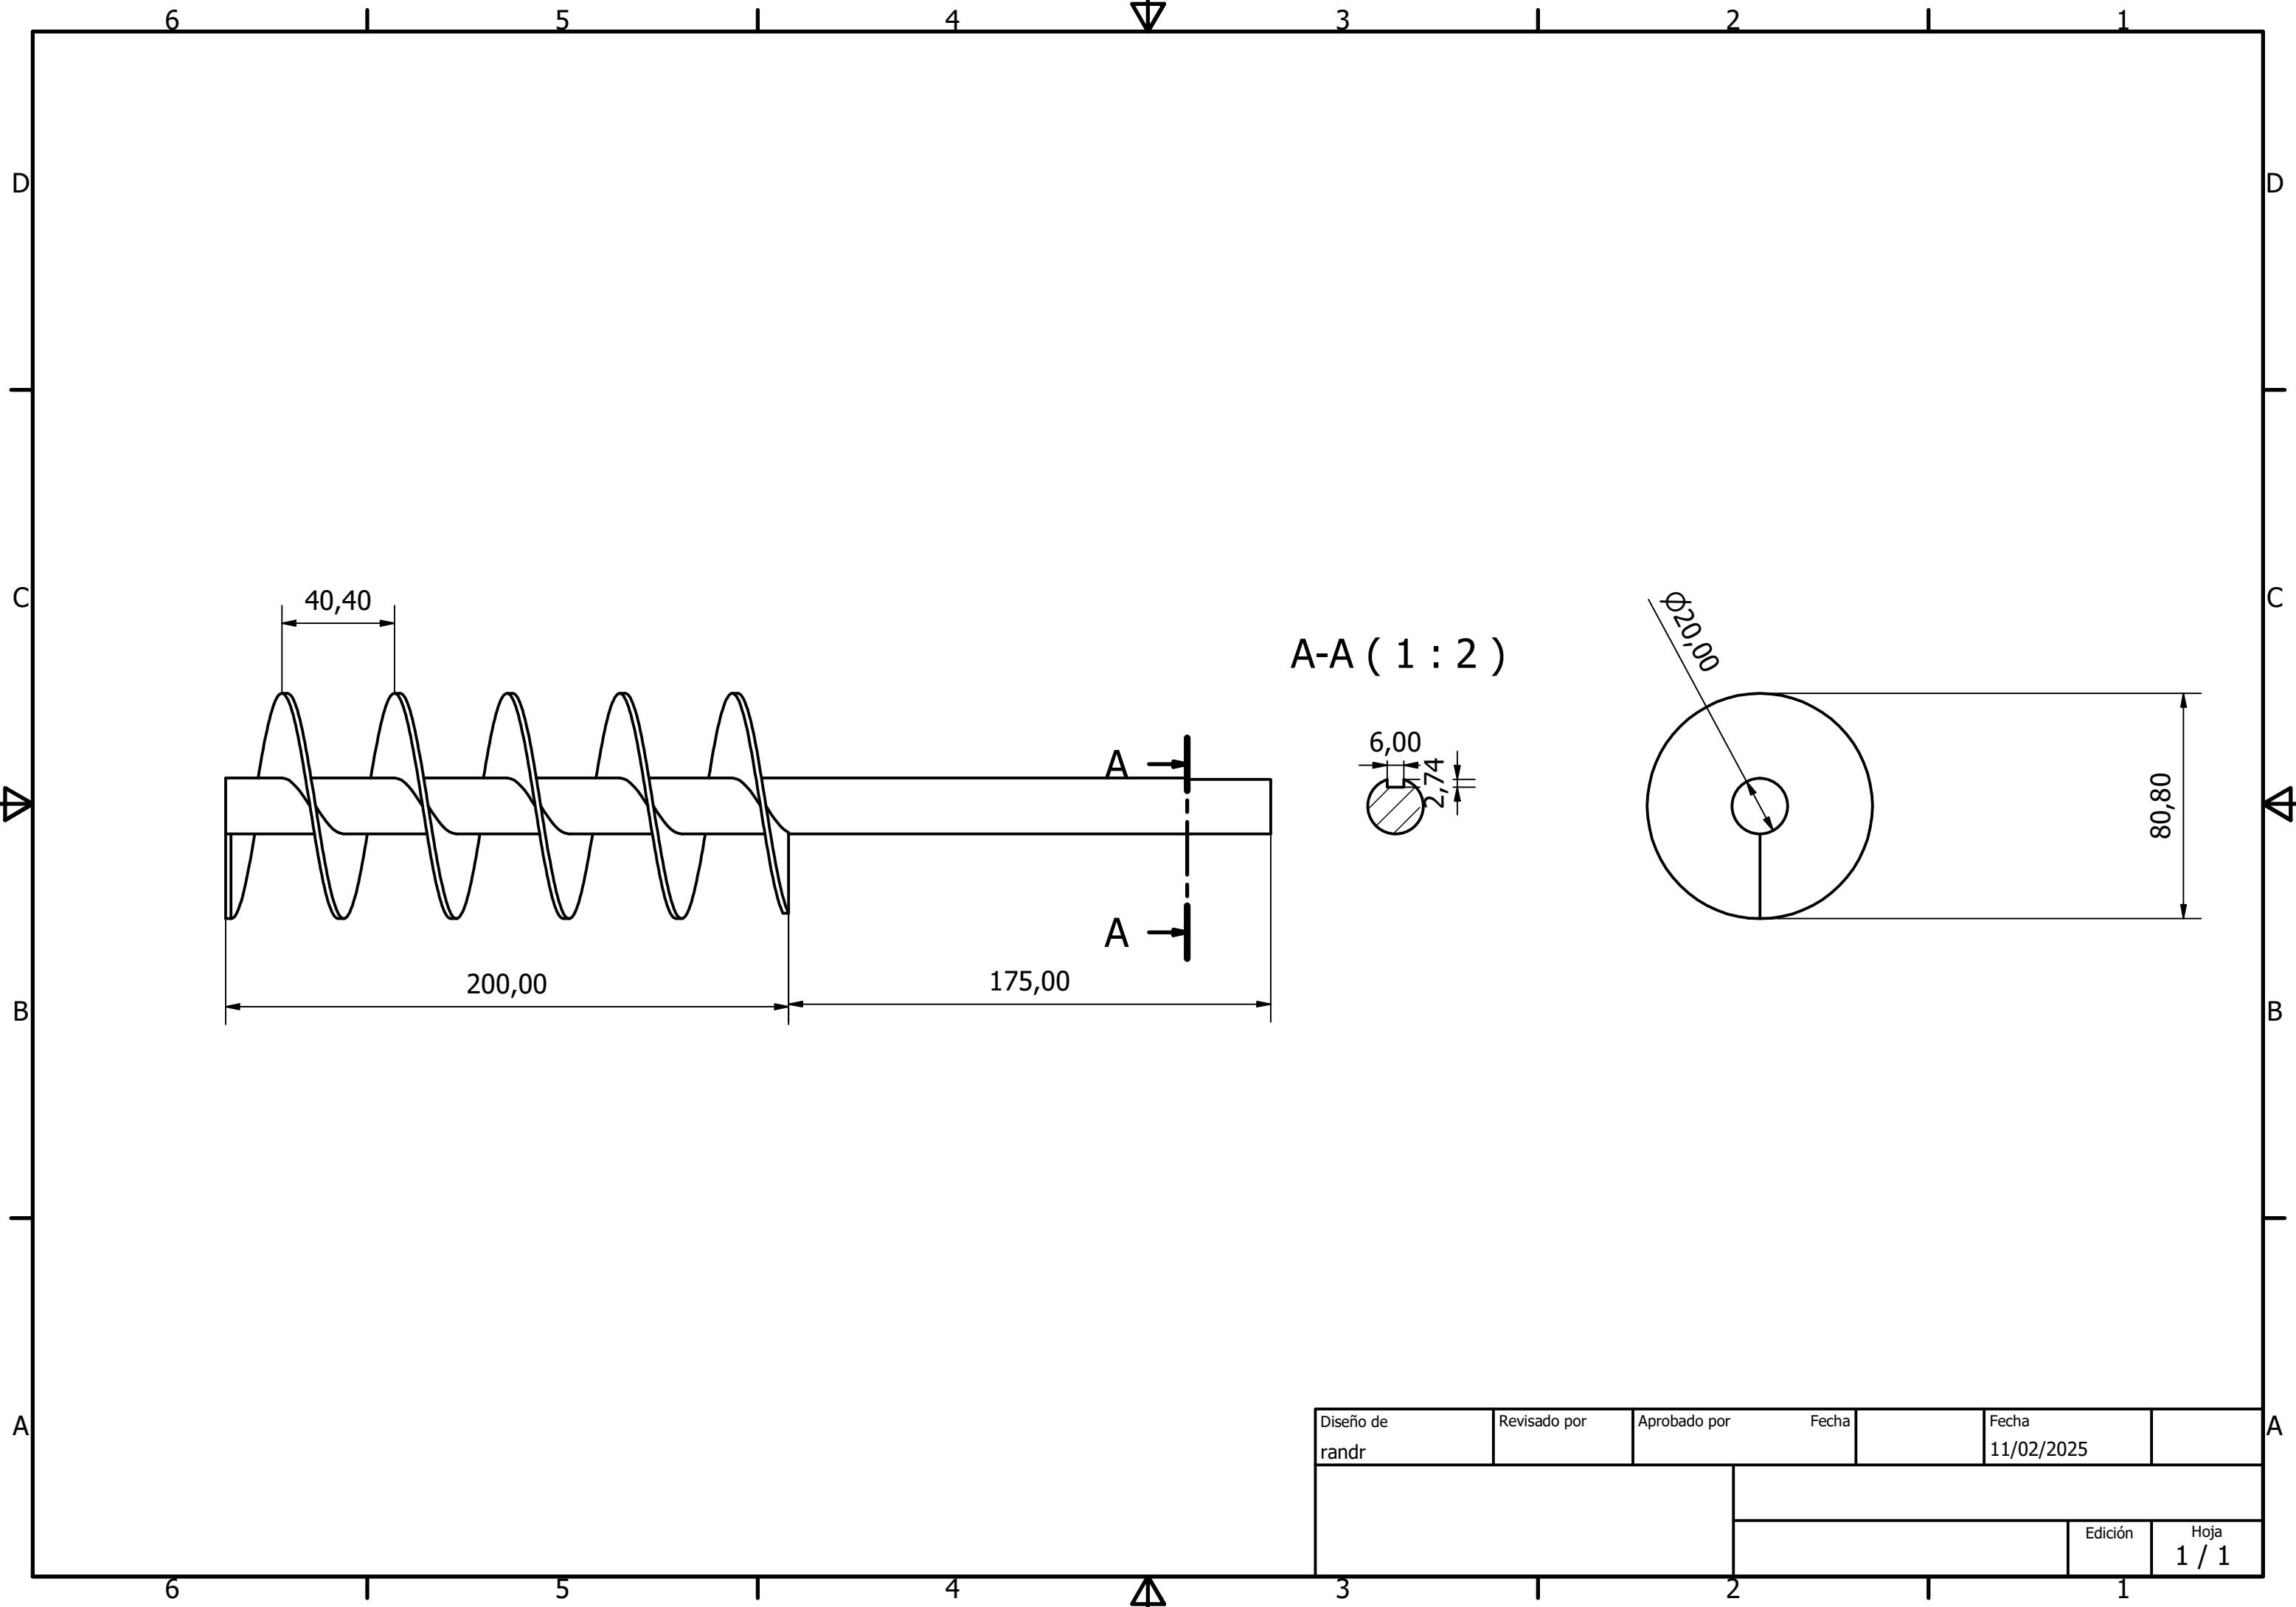 6 5 4 3 2 1
D D
C C
40,40
⌀20,00
A-A ( 1 : 2 )
6,00
2,74
A
80,80
A
200,00
175,00
B B
A A
Diseño de
randr
Revisado por
Aprobado por
Fecha
Fecha
11/02/2025
Edición
Hoja
1 / 1
6 5 4 3 2 1